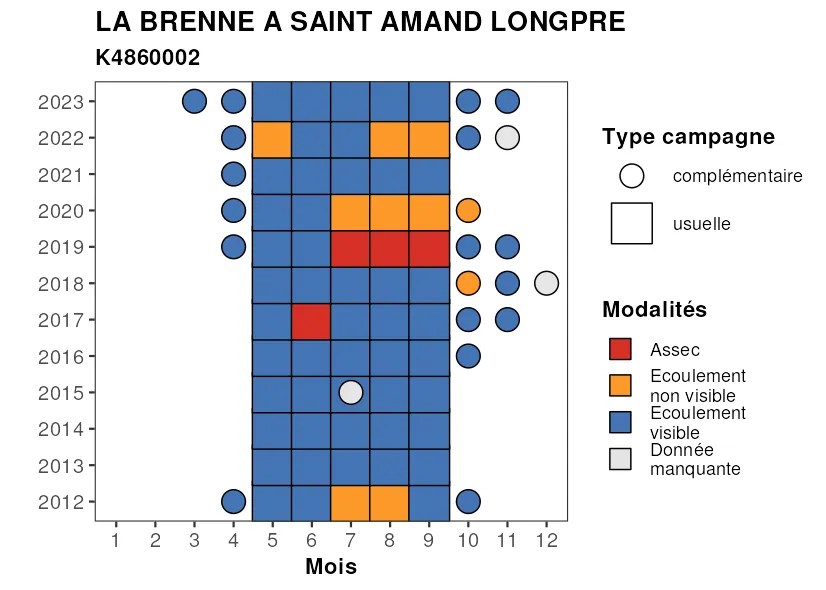 LA BRENNE A SAINT AMAND LONGPRE
K4860002
2023
2022
2021
2020
2019
2018
2017
2016
2015
2014
2013
2012
1 2 3 4 5 6 7 8 9 10 11 12
Mois
Type campagne
complémentaire
usuelle
Modalités
Assec
Ecoulement
non visible
Ecoulement
visible
Donnée
manquante